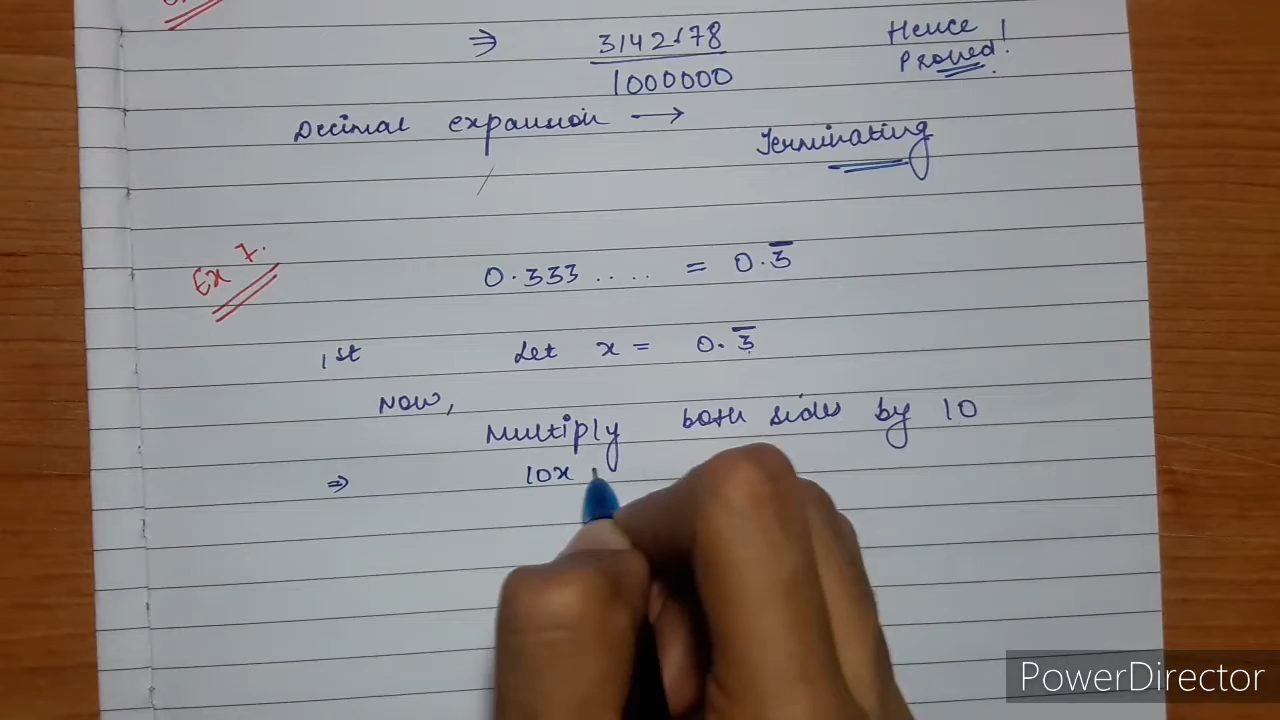 ⇒ 3142678
1000000
Hence Proved!
Decimal expansion → Terminating
Ex 7. 0.333.... = 0.3̅
1st Let x = 0.3̅
Now,
Multiply both sides by 10
⇒ 10x
PowerDirector